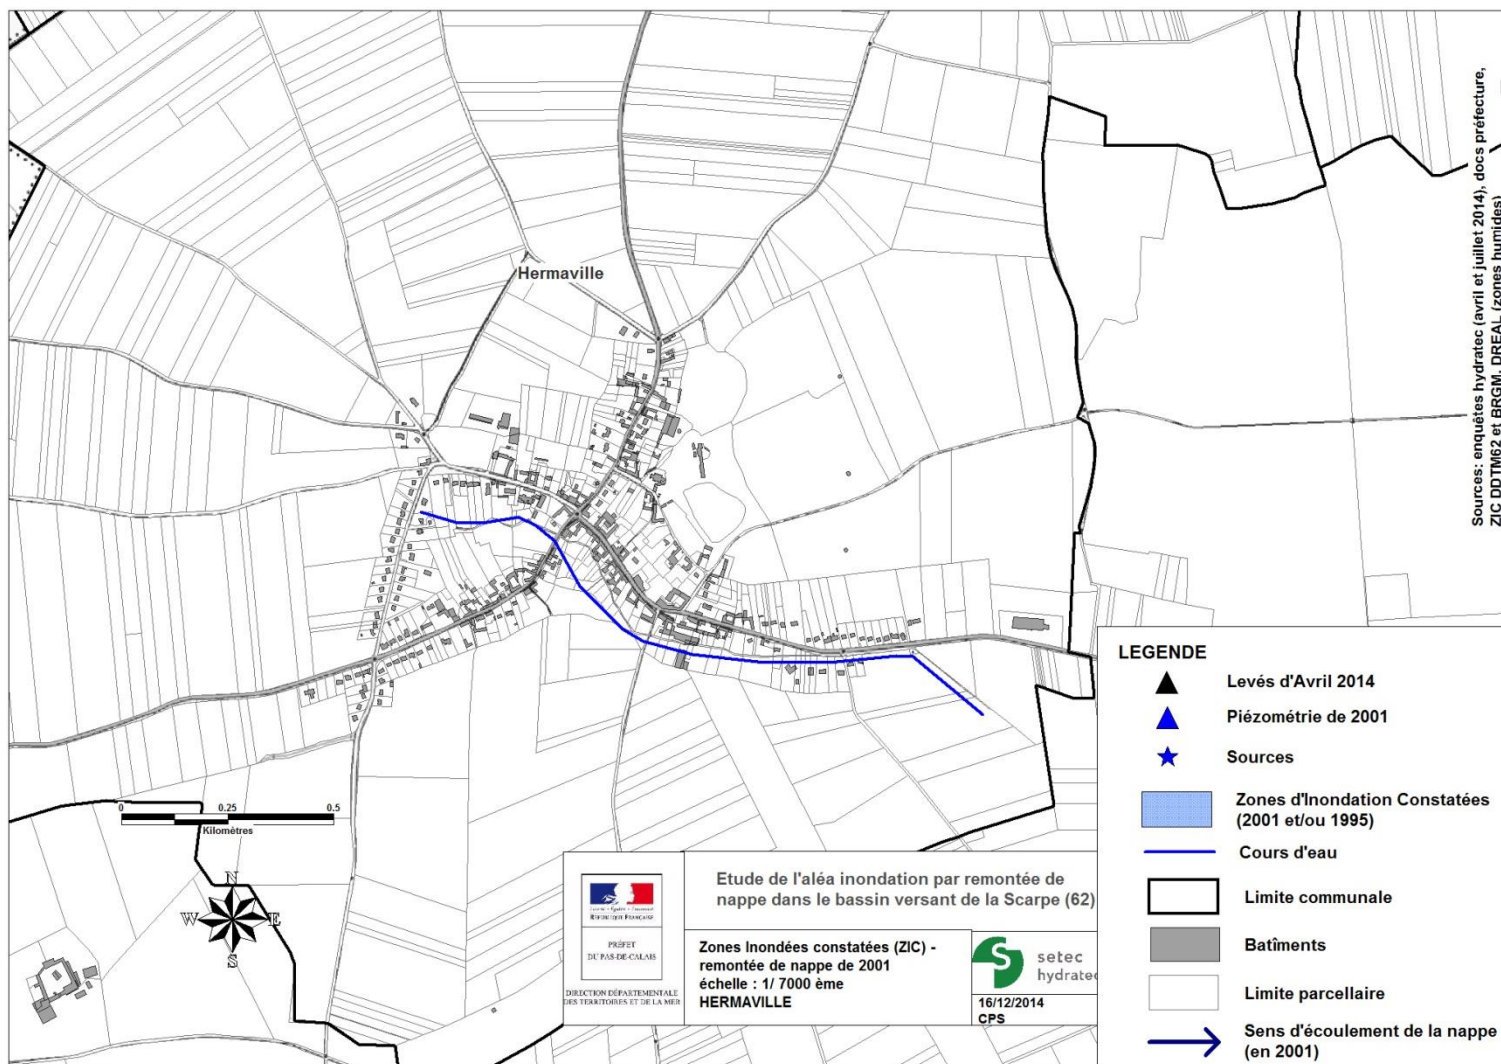 Hermaville
Sources: enquêtes hydratec (avril et juillet 2014), docs préfecture,
ZIC DDTM62 et BRGM, DREAL (zones humides)
0 0.25 0.5
Kilomètres
N
W E
S
LEGENDE
Levés d'Avril 2014
Piézométrie de 2001
Sources
Zones d'Inondation Constatées
(2001 et/ou 1995)
Cours d'eau
Limite communale
Batîments
Limite parcellaire
Sens d'écoulement de la nappe
(en 2001)
Liberté • Égalité • Fraternité
RÉPUBLIQUE FRANÇAISE
PRÉFET
DU PAS-DE-CALAIS
DIRECTION DÉPARTEMENTALE
DES TERRITOIRES ET DE LA MER
Etude de l'aléa inondation par remontée de
nappe dans le bassin versant de la Scarpe (62)
Zones Inondées constatées (ZIC) -
remontée de nappe de 2001
échelle : 1/ 7000 ème
HERMAVILLE
setec
hydratec
16/12/2014
CPS